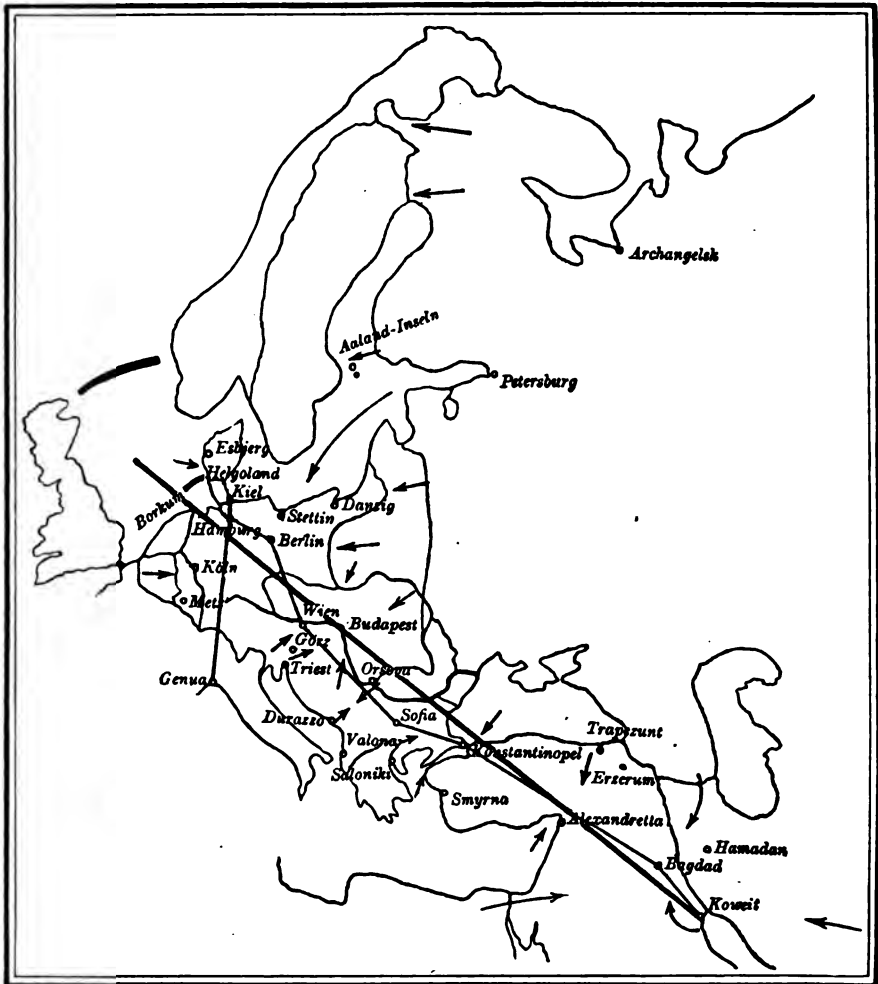 Archangelsk
Aaland-Inseln
Petersburg
Esbjerg
Helgoland
Kiel
Borkum
Danzig
Stettin
Hamburg
Berlin
Köln
Metz
Wien
Budapest
Görz
Triest
Orsova
Genua
Durazzo
Sofia
Trapezunt
Valona
Konstantinopel
Saloniki
Erzerum
Smyrna
Alexandretta
Hamadan
Bagdad
Koweit